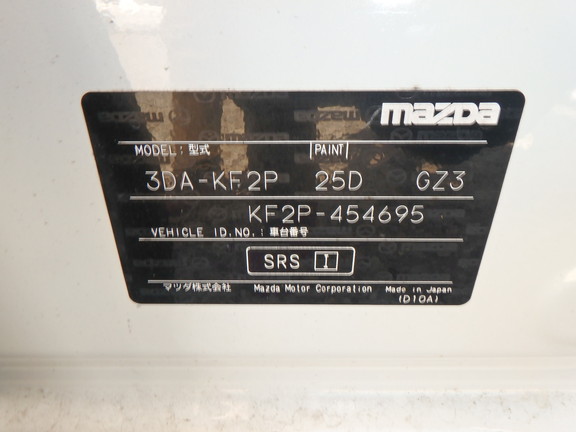 mazda
MODEL: 型式 PAINT
3DA-KF2P 25D GZ3
KF2P-454695
VEHICLE ID.NO.: 車台番号
SRS I
マツダ株式会社 Mazda Motor Corporation Made in Japan
(D10A)